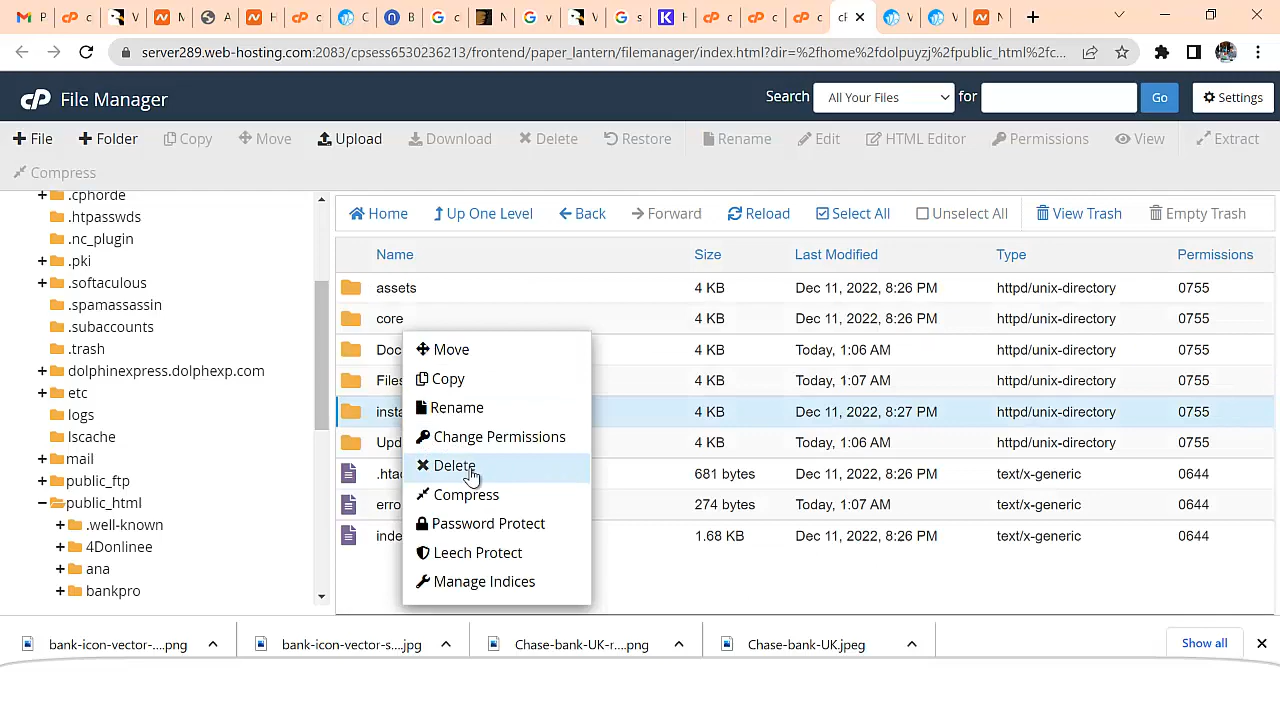 P
c
V
M
A
H
c
C
B
c
N
V
v
V
s
H
c
c
c
cF
V
V
N
server289.web-hosting.com:2083/cpsess6530236213/frontend/paper_lantern/filemanager/index.html?dir=%2fhome%2fdolpuyzj%2fpublic_html%2fc...
cP File Manager
Search All Your Files for Go Settings
File Folder Copy Move Upload Download Delete Restore Rename Edit HTML Editor Permissions View Extract
Compress
Home Up One Level Back Forward Reload Select All Unselect All View Trash Empty Trash
.cphorde
.htpasswds
.nc_plugin
.pki
.softaculous
.spamassassin
.subaccounts
.trash
dolphinexpress.dolphexp.com
etc
logs
lscache
mail
public_ftp
public_html
.well-known
4Donlinee
ana
bankpro
Name Size Last Modified Type Permissions
assets 4 KB Dec 11, 2022, 8:26 PM httpd/unix-directory 0755
core 4 KB Dec 11, 2022, 8:26 PM httpd/unix-directory 0755
Doc 4 KB Today, 1:06 AM httpd/unix-directory 0755
Files 4 KB Today, 1:07 AM httpd/unix-directory 0755
insta 4 KB Dec 11, 2022, 8:27 PM httpd/unix-directory 0755
Upd 4 KB Today, 1:06 AM httpd/unix-directory 0755
.htac 681 bytes Dec 11, 2022, 8:26 PM text/x-generic 0644
erro 274 bytes Today, 1:07 AM text/x-generic 0644
inde 1.68 KB Dec 11, 2022, 8:26 PM text/x-generic 0644
Move
Copy
Rename
Change Permissions
Delete
Compress
Password Protect
Leech Protect
Manage Indices
bank-icon-vector-....png
bank-icon-vector-s....jpg
Chase-bank-UK-r....png
Chase-bank-UK.jpeg
Show all